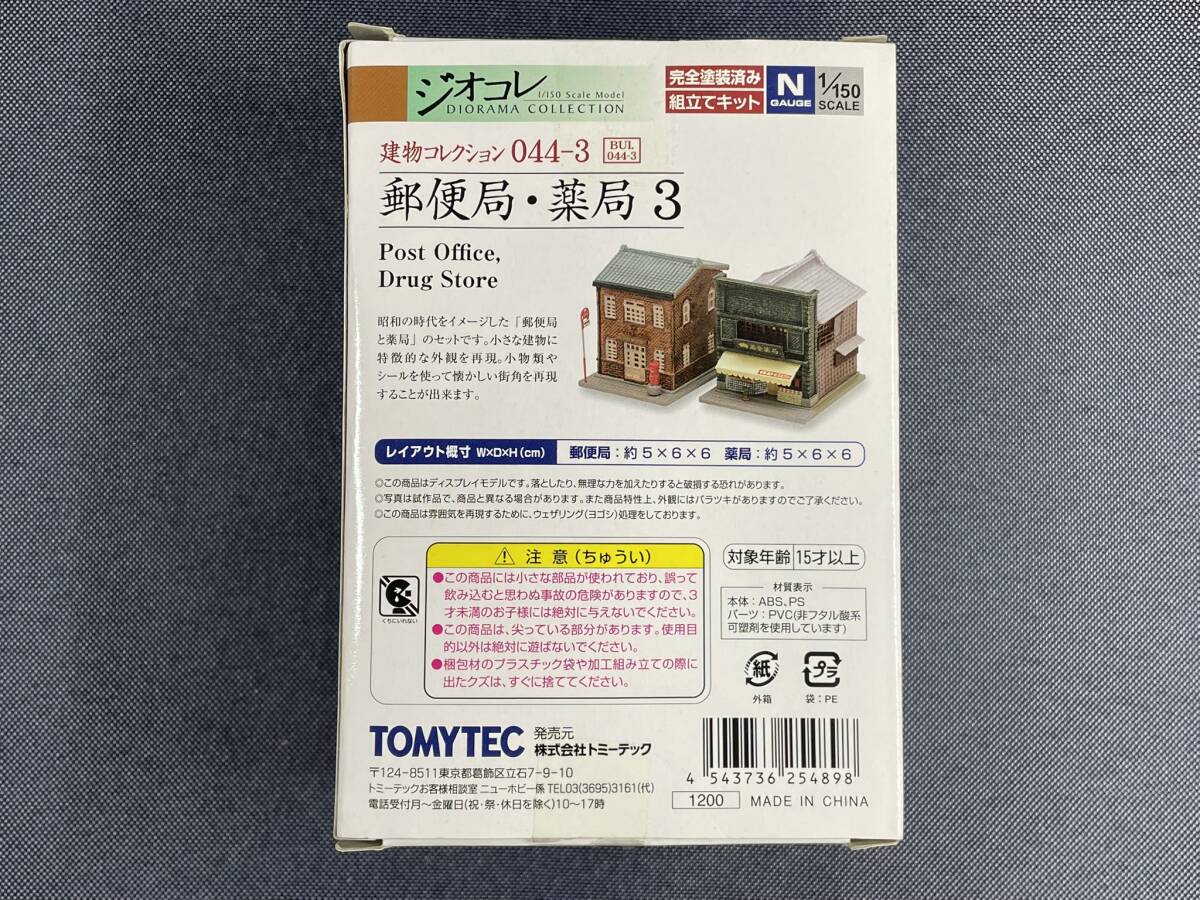 ジオコレ
1/150 Scale Model
DIORAMA COLLECTION
完全塗装済み
組立てキット
N
GAUGE
1/150
SCALE
建物コレクション 044-3
BUL
044-3
郵便局・薬局 3
Post Office,
Drug Store
昭和の時代をイメージした「郵便局
と薬局」のセットです。小さな建物に
特徴的な外観を再現。小物類や
シールを使って懐かしい街角を再現
することが出来ます。
レイアウト概寸 W×D×H(cm) 郵便局:約5×6×6 薬局:約5×6×6
◎この商品はディスプレイモデルです。落としたり、無理な力を加えたりすると破損する恐れがあります。
◎写真は試作品で、商品と異なる場合があります。また商品特性上、外観にはバラツキがありますのでご了承ください。
◎この商品は雰囲気を再現するために、ウェザリング(ヨゴシ)処理をしております。
くちにいれない
注意(ちゅうい)
●この商品には小さな部品が使われており、誤って
飲み込むと思わぬ事故の危険がありますので、3
才未満のお子様には絶対に与えないでください。
●この商品は、尖っている部分があります。使用目
的以外は絶対に遊ばないでください。
●梱包材のプラスチック袋や加工組み立ての際に
出たクズは、すぐに捨ててください。
対象年齢 15才以上
材質表示
本体:ABS、PS
パーツ:PVC(非フタル酸系
可塑剤を使用しています)
紙
外箱
プラ
袋:PE
TOMYTEC 発売元
株式会社トミーテック
〒124-8511東京都葛飾区立石7-9-10
トミーテックお客様相談室 ニューホビー係 TEL03(3695)3161(代)
電話受付月〜金曜日(祝・祭・休日を除く)10〜17時
4 543736 254898
1200 MADE IN CHINA